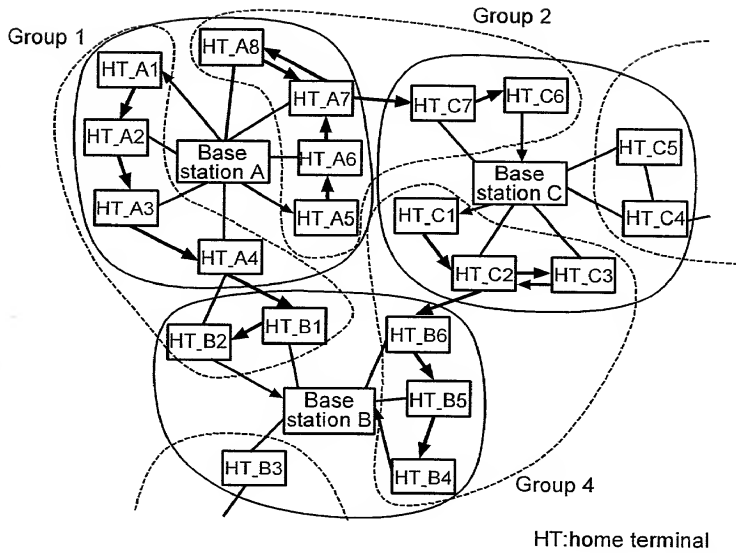 Group 1
Group 2
HT_A8
HT_A1
HT_A7
HT_C7
HT_C6
HT_A2
Base
station A
HT_A6
HT_C5
Base
station C
HT_A3
HT_A5
HT_C1
HT_C4
HT_A4
HT_C2
HT_C3
HT_B1
HT_B2
HT_B6
Base
station B
HT_B5
HT_B3
HT_B4
Group 4
HT:home terminal